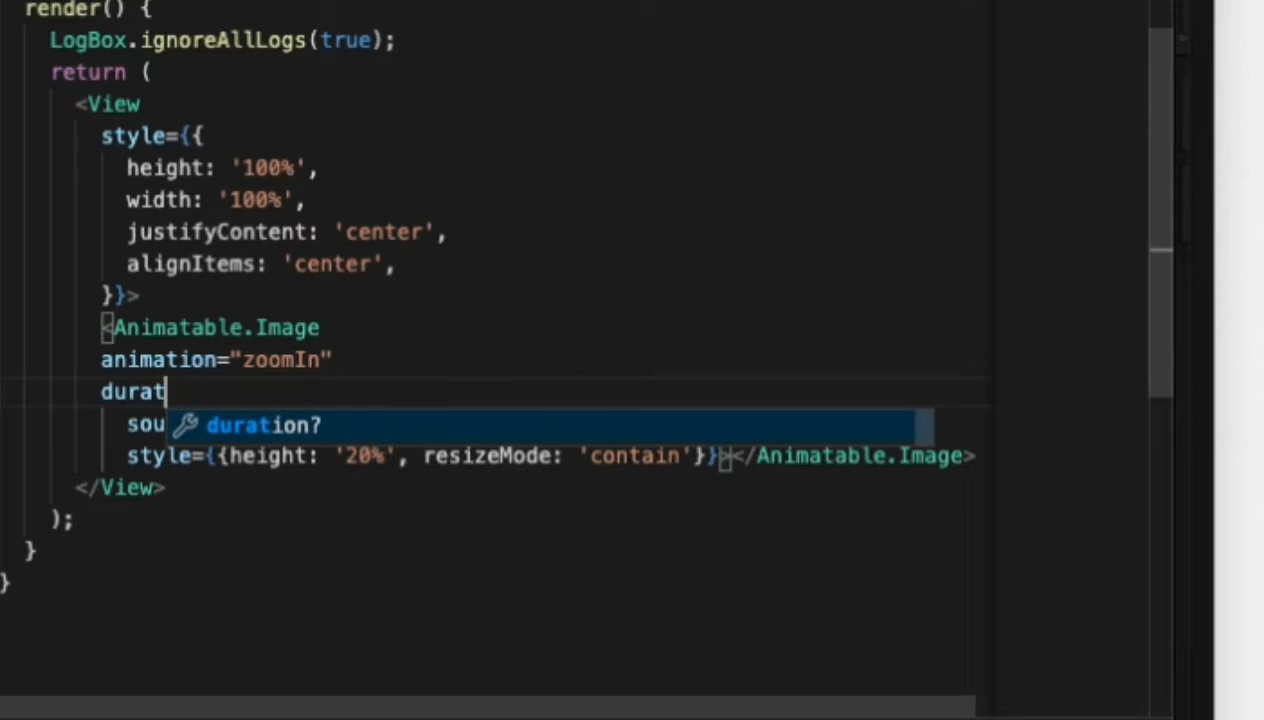 render() {
LogBox.ignoreAllLogs(true);
return (
<View
style={{
height: '100%',
width: '100%',
justifyContent: 'center',
alignItems: 'center',
}}>
<Animatable.Image
animation="zoomIn"
durat
sou duration?
style={{height: '20%', resizeMode: 'contain'}}></Animatable.Image>
</View>
);
}
}